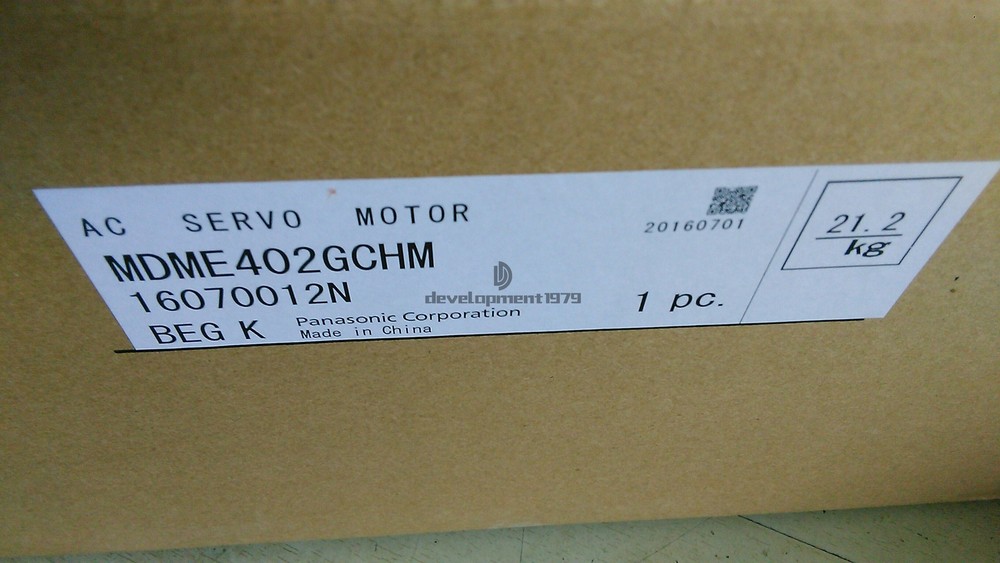 AC SERVO MOTOR
20160701
MDME402GCHM
16070012N
1 pc.
BEG K
Panasonic Corporation
Made in China
21.2
kg
development1979